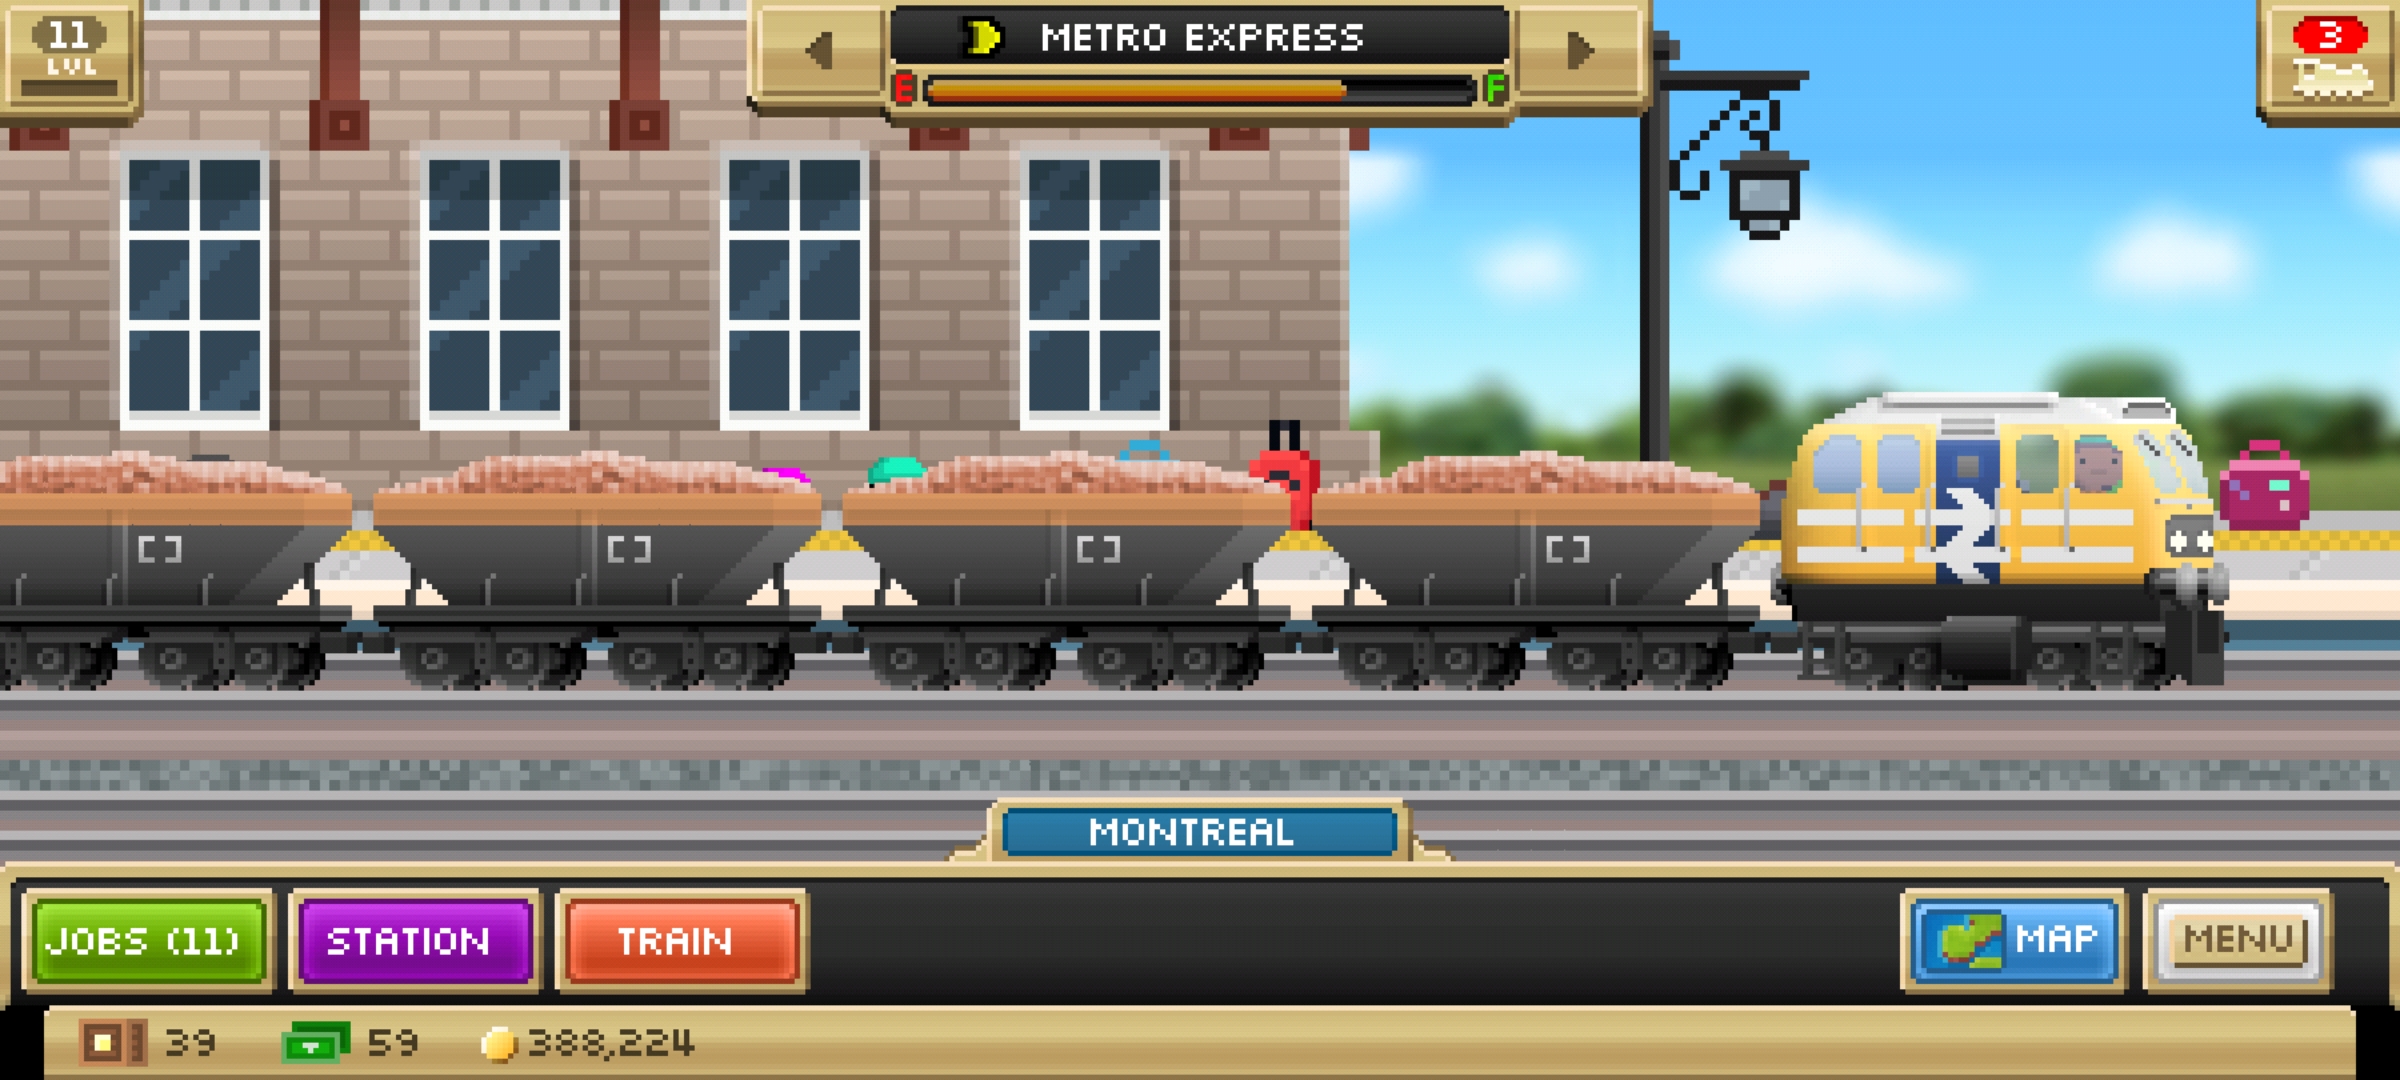 11
LVL
METRO EXPRESS
E F
3
MONTREAL
JOBS (11)
STATION
TRAIN
MAP
MENU
39
59
388,224